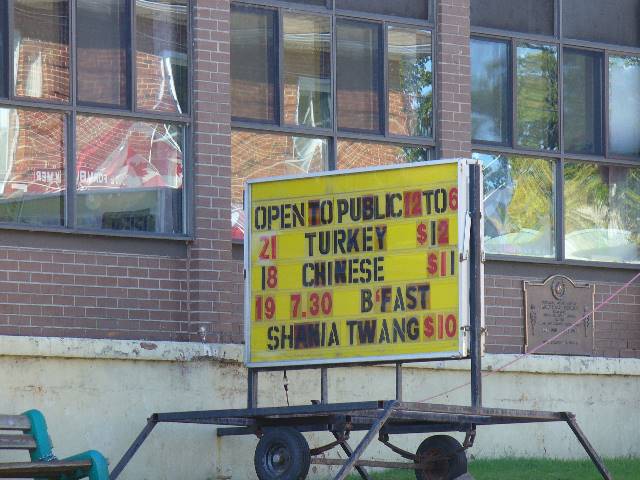 OPEN TO PUBLIC 12 TO 6
21 TURKEY $12
18 CHINESE $11
19 7.30 B'FAST
SHANIA TWANG $10